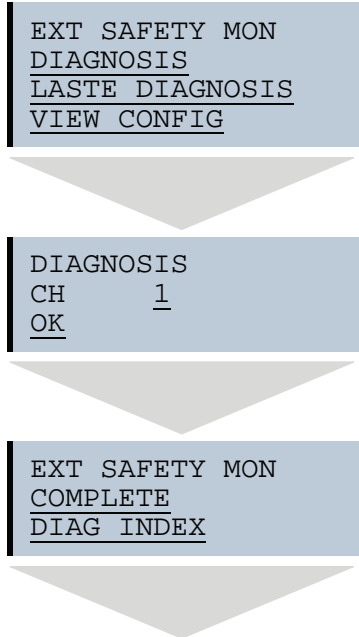 EXT SAFETY MON
DIAGNOSIS
LASTE DIAGNOSIS
VIEW CONFIG
DIAGNOSIS
CH 1
OK
EXT SAFETY MON
COMPLETE
DIAG INDEX